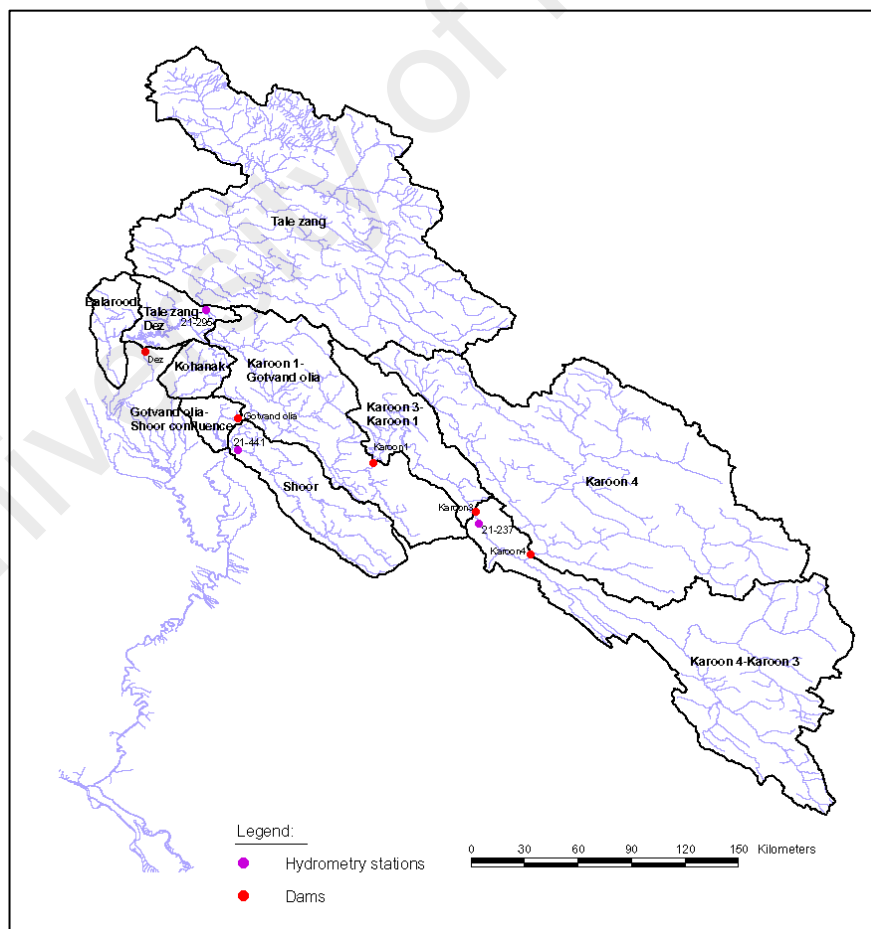 Tale zang
Balarood
Tale zang-
Dez
21-295
Dez
Kohanak
Karoon 1-
Gotvand olia
Karoon 3-
Karoon 1
Gotvand olia-
Shoor confluence
Gotvand olia
21-441
Karoon1
Shoor
Karoon 4
Karoon3
21-237
Karoon4
Karoon 4-Karoon 3
Legend:
Hydrometry stations
Dams
0 30 60 90 120 150 Kilometers
University of